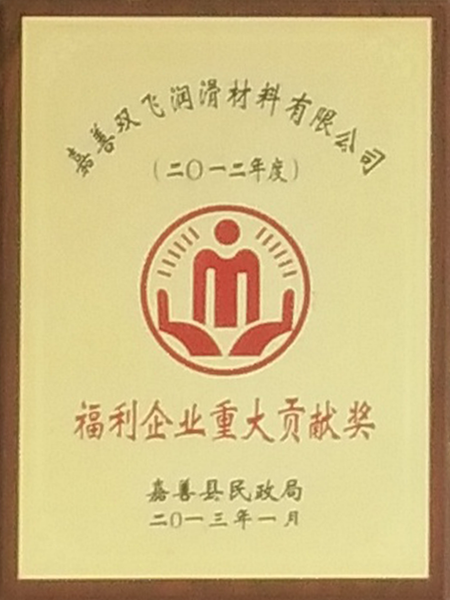 嘉善双飞润滑材料有限公司
(二〇一二年度)
福利企业重大贡献奖
嘉善县民政局
二〇一三年一月